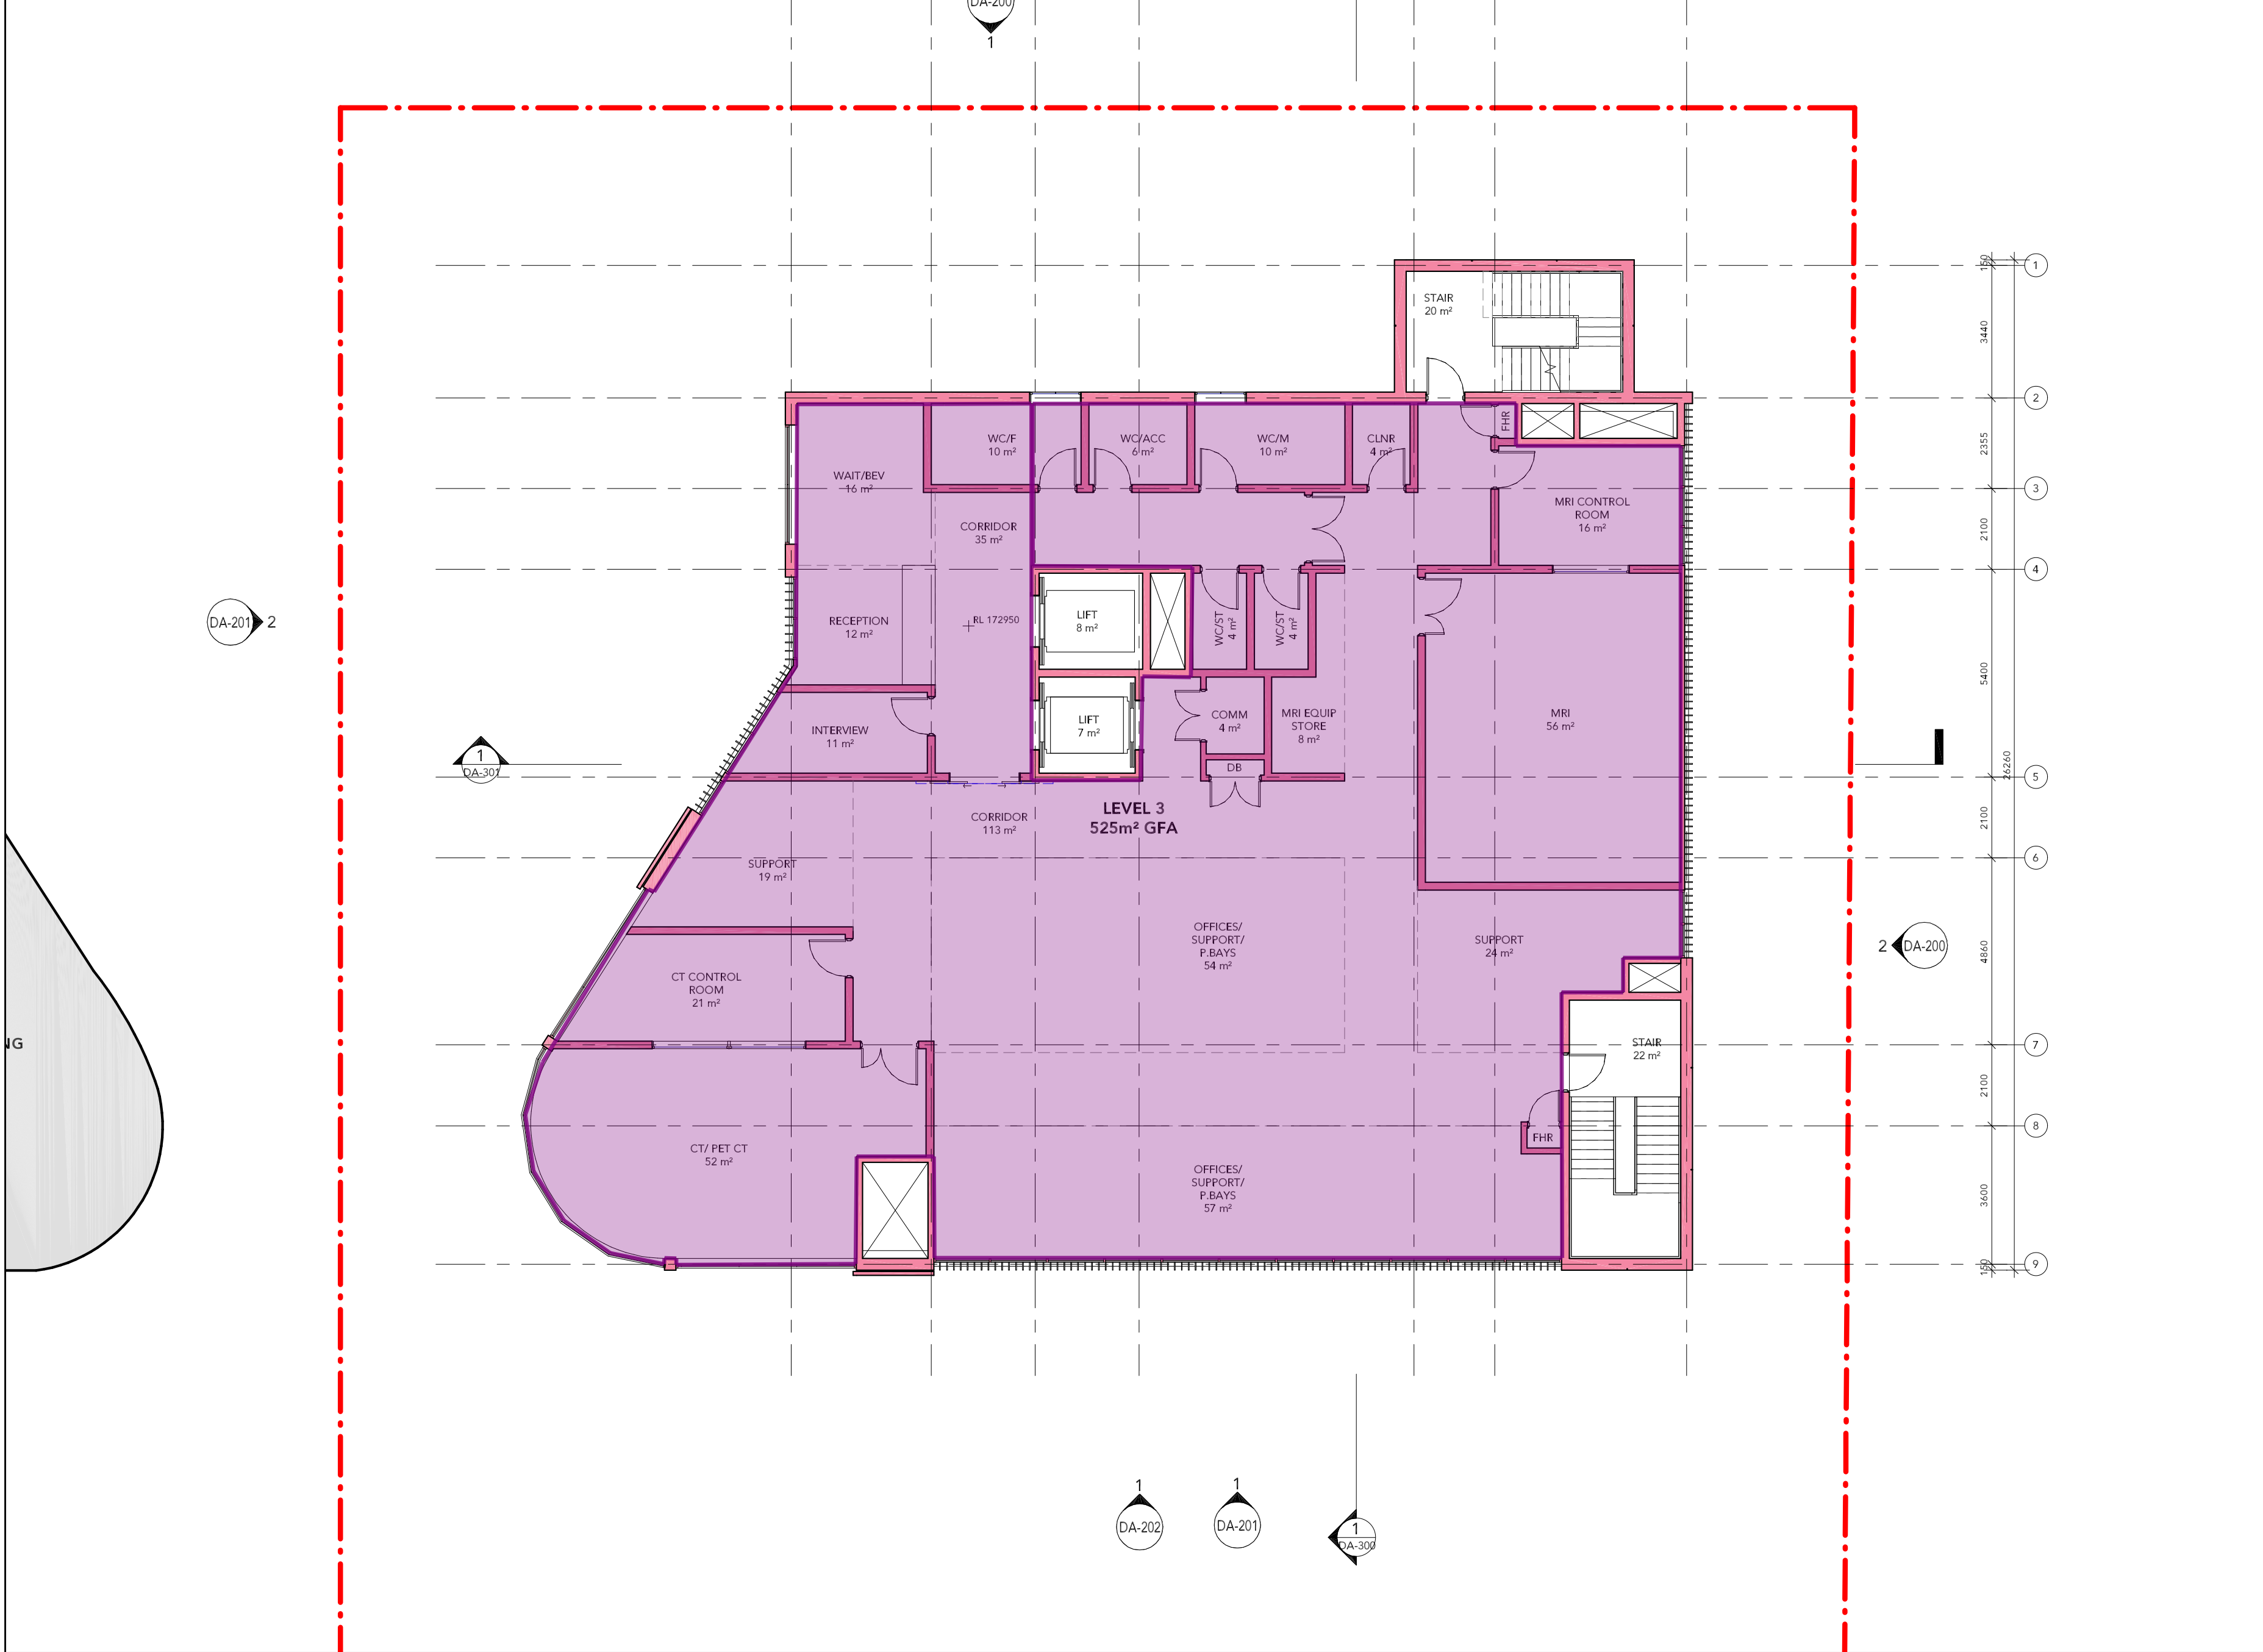 DA-200
1
150
1
STAIR
20 m²
3440
2
WC/F
10 m²
WC/ACC
6 m²
WC/M
10 m²
CLNR
4 m²
FHR
2355
WAIT/BEV
16 m²
3
CORRIDOR
35 m²
MRI CONTROL
ROOM
16 m²
2100
4
DA-201
2
RECEPTION
12 m²
RL 172950
LIFT
8 m²
WC/ST
4 m²
WC/ST
4 m²
5400
INTERVIEW
11 m²
LIFT
7 m²
COMM
4 m²
MRI EQUIP
STORE
8 m²
MRI
56 m²
1
DA-301
DB
5
26260
CORRIDOR
113 m²
LEVEL 3
525m² GFA
2100
6
SUPPORT
19 m²
OFFICES/
SUPPORT/
P.BAYS
54 m²
SUPPORT
24 m²
4860
2
DA-200
CT CONTROL
ROOM
21 m²
NG
STAIR
22 m²
7
2100
8
FHR
CT/ PET CT
52 m²
OFFICES/
SUPPORT/
P.BAYS
57 m²
3600
150
9
1
DA-202
1
DA-201
1
DA-300